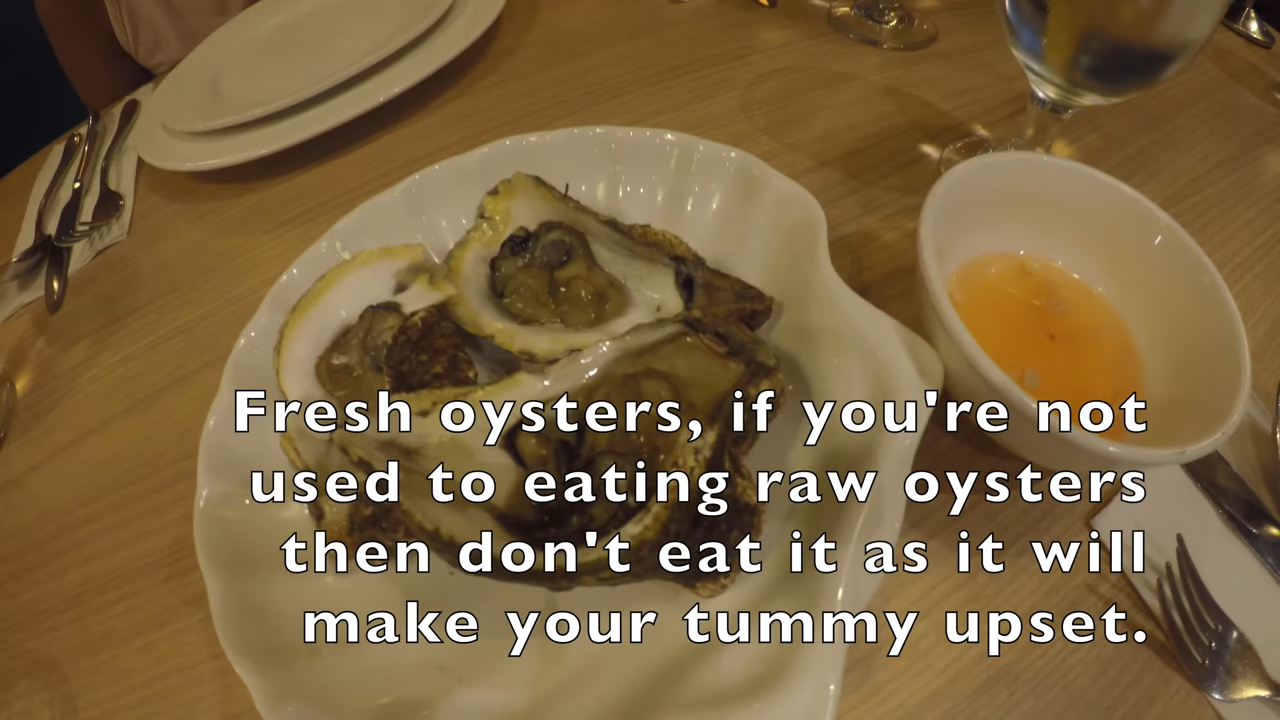 Fresh oysters, if you're not
used to eating raw oysters
then don't eat it as it will
make your tummy upset.